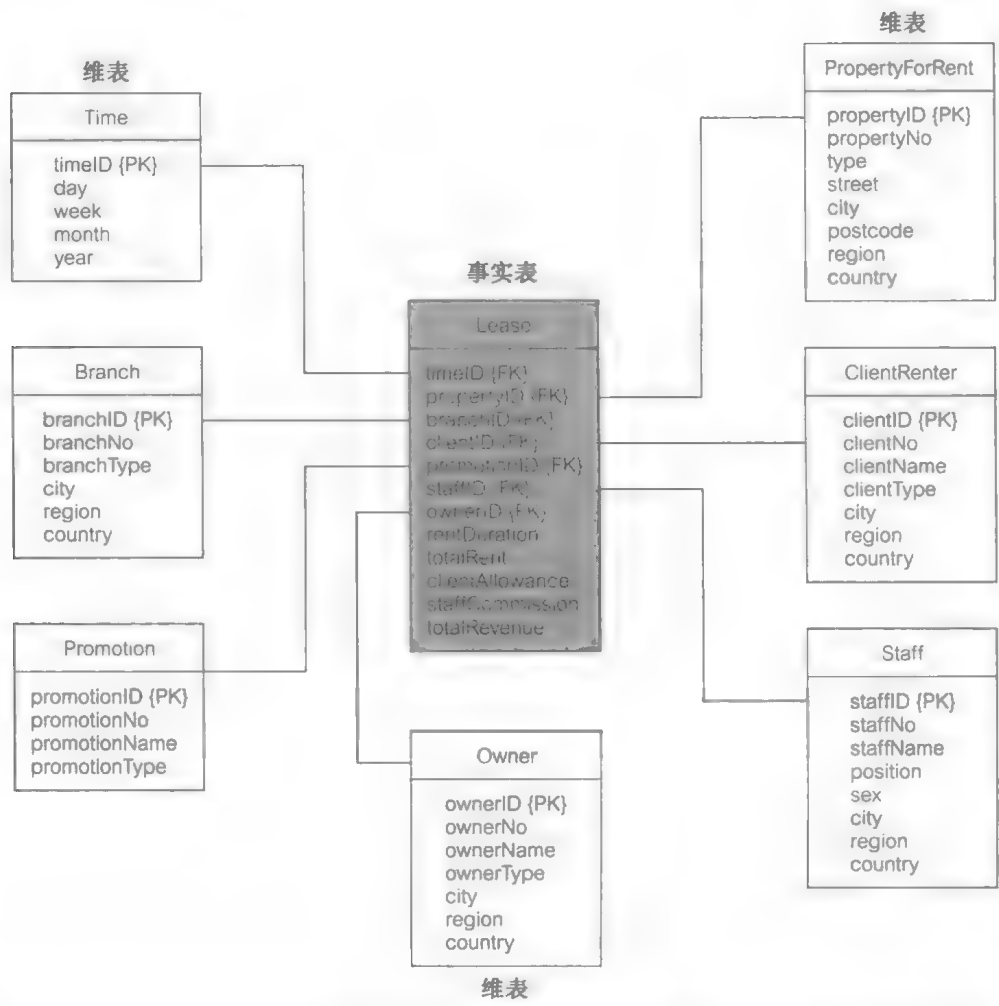 维表
Time
timeID {PK}
day
week
month
year
Branch
branchID {PK}
branchNo
branchType
city
region
country
Promotion
promotionID {PK}
promotionNo
promotionName
promotionType
事实表
Lease
timeID {FK}
propertyID {FK}
branchID {FK}
clientID {FK}
promotionID {FK}
staffID {FK}
ownerID {FK}
rentDuration
totalRent
clientAllowance
staffCommission
totalRevenue
Owner
ownerID {PK}
ownerNo
ownerName
ownerType
city
region
country
维表
维表
PropertyForRent
propertyID {PK}
propertyNo
type
street
city
postcode
region
country
ClientRenter
clientID {PK}
clientNo
clientName
clientType
city
region
country
Staff
staffID {PK}
staffNo
staffName
position
sex
city
region
country